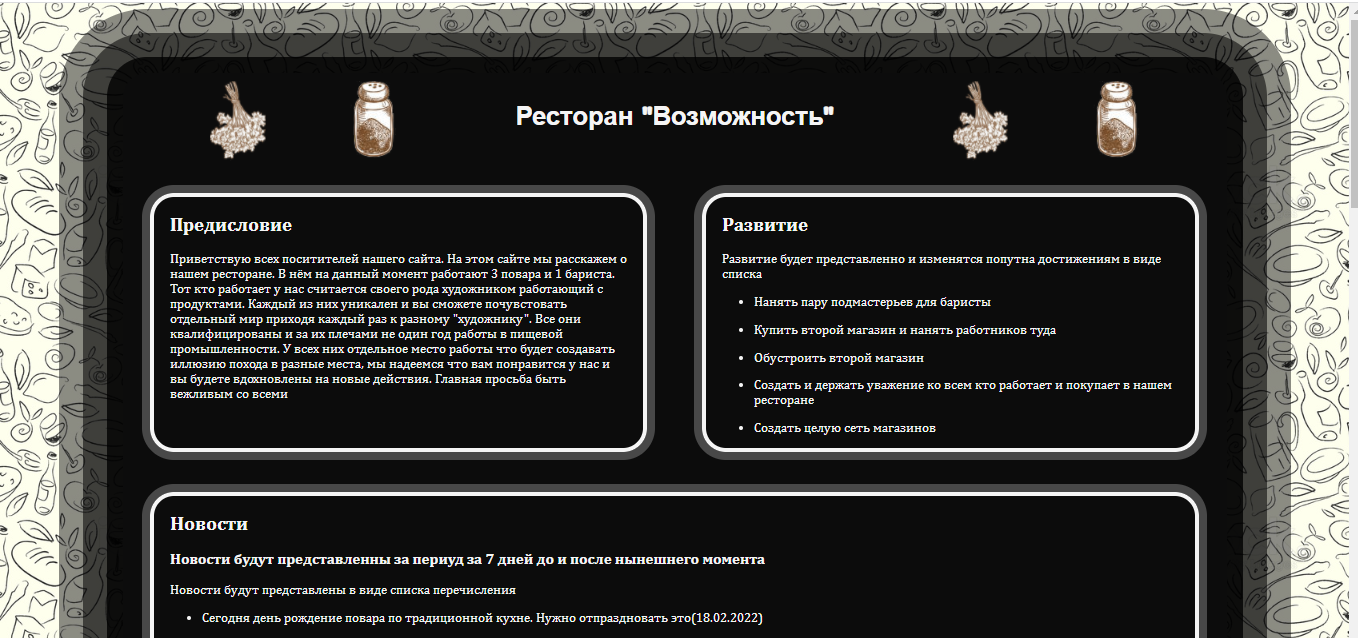 Ресторан "Возможность"
Предисловие
Приветствую всех поситителей нашего сайта. На этом сайте мы расскажем о
нашем ресторане. В нём на данный момент работают 3 повара и 1 бариста.
Тот кто работает у нас считается своего рода художником работающий с
продуктами. Каждый из них уникален и вы сможете почувстовать
отдельный мир приходя каждый раз к разному "художнику". Все они
квалифицированы и за их плечами не один год работы в пищевой
промышленности. У всех них отдельное место работы что будет создавать
иллюзию похода в разные места, мы надеемся что вам понравится у нас и
вы будете вдохновлены на новые действия. Главная просьба быть
вежливым со всеми
Развитие
Развитие будет представленно и изменятся попутна достижениям в виде
списка
• Нанять пару подмастерьев для баристы
• Купить второй магазин и нанять работников туда
• Обустроить второй магазин
• Создать и держать уважение ко всем кто работает и покупает в нашем
ресторане
• Создать целую сеть магазинов
Новости
Новости будут представленны за периуд за 7 дней до и после нынешнего момента
Новости будут представлены в виде списка перечисления
• Сегодня день рождение повара по традиционной кухне. Нужно отпраздновать это(18.02.2022)